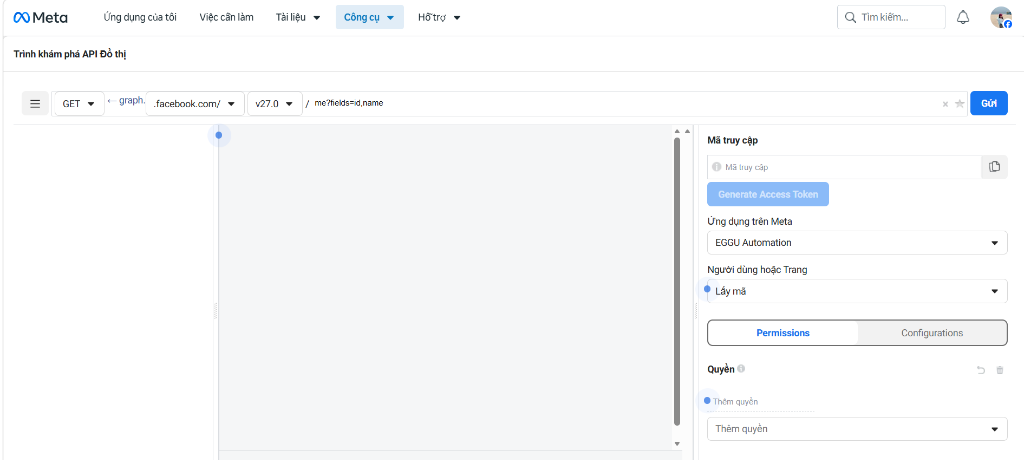 Meta Ứng dụng của tôi Việc cần làm Tài liệu Công cụ Hỗ trợ Tìm kiếm...
Trình khám phá API Đồ thị
GET ← graph. .facebook.com/ v27.0 / me?fields=id,name × Gửi
Mã truy cập
Mã truy cập
Generate Access Token
Ứng dụng trên Meta
EGGU Automation
Người dùng hoặc Trang
Lấy mã
Permissions Configurations
Quyền
Thêm quyền
Thêm quyền